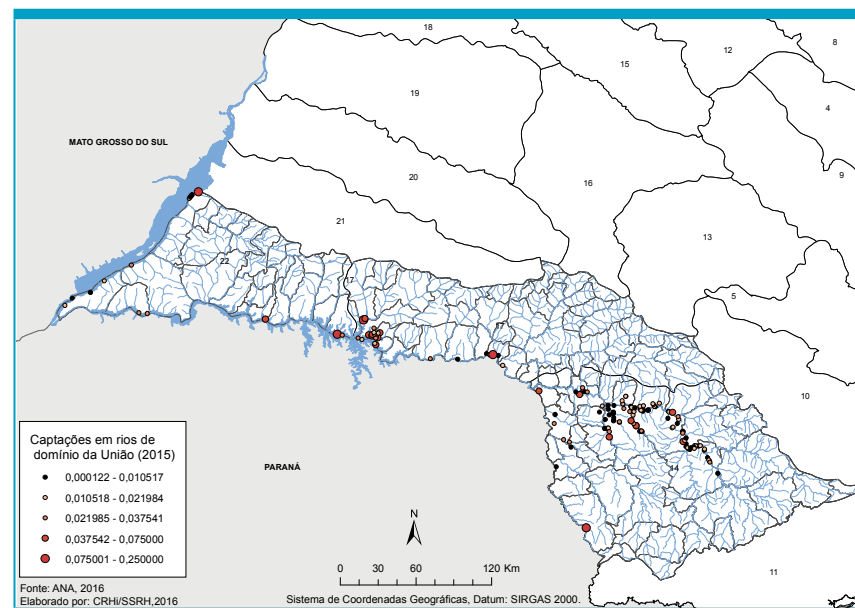 18
8
12
15
19
4
MATO GROSSO DO SUL
9
20
16
21
13
22
17
5
10
14
PARANÁ
11
Captações em rios de
domínio da União (2015)
0,000122 - 0,010517
0,010518 - 0,021984
0,021985 - 0,037541
0,037542 - 0,075000
0,075001 - 0,250000
N
0 30 60 120 Km
Fonte: ANA, 2016
Elaborado por: CRHi/SSRH,2016
Sistema de Coordenadas Geográficas, Datum: SIRGAS 2000.